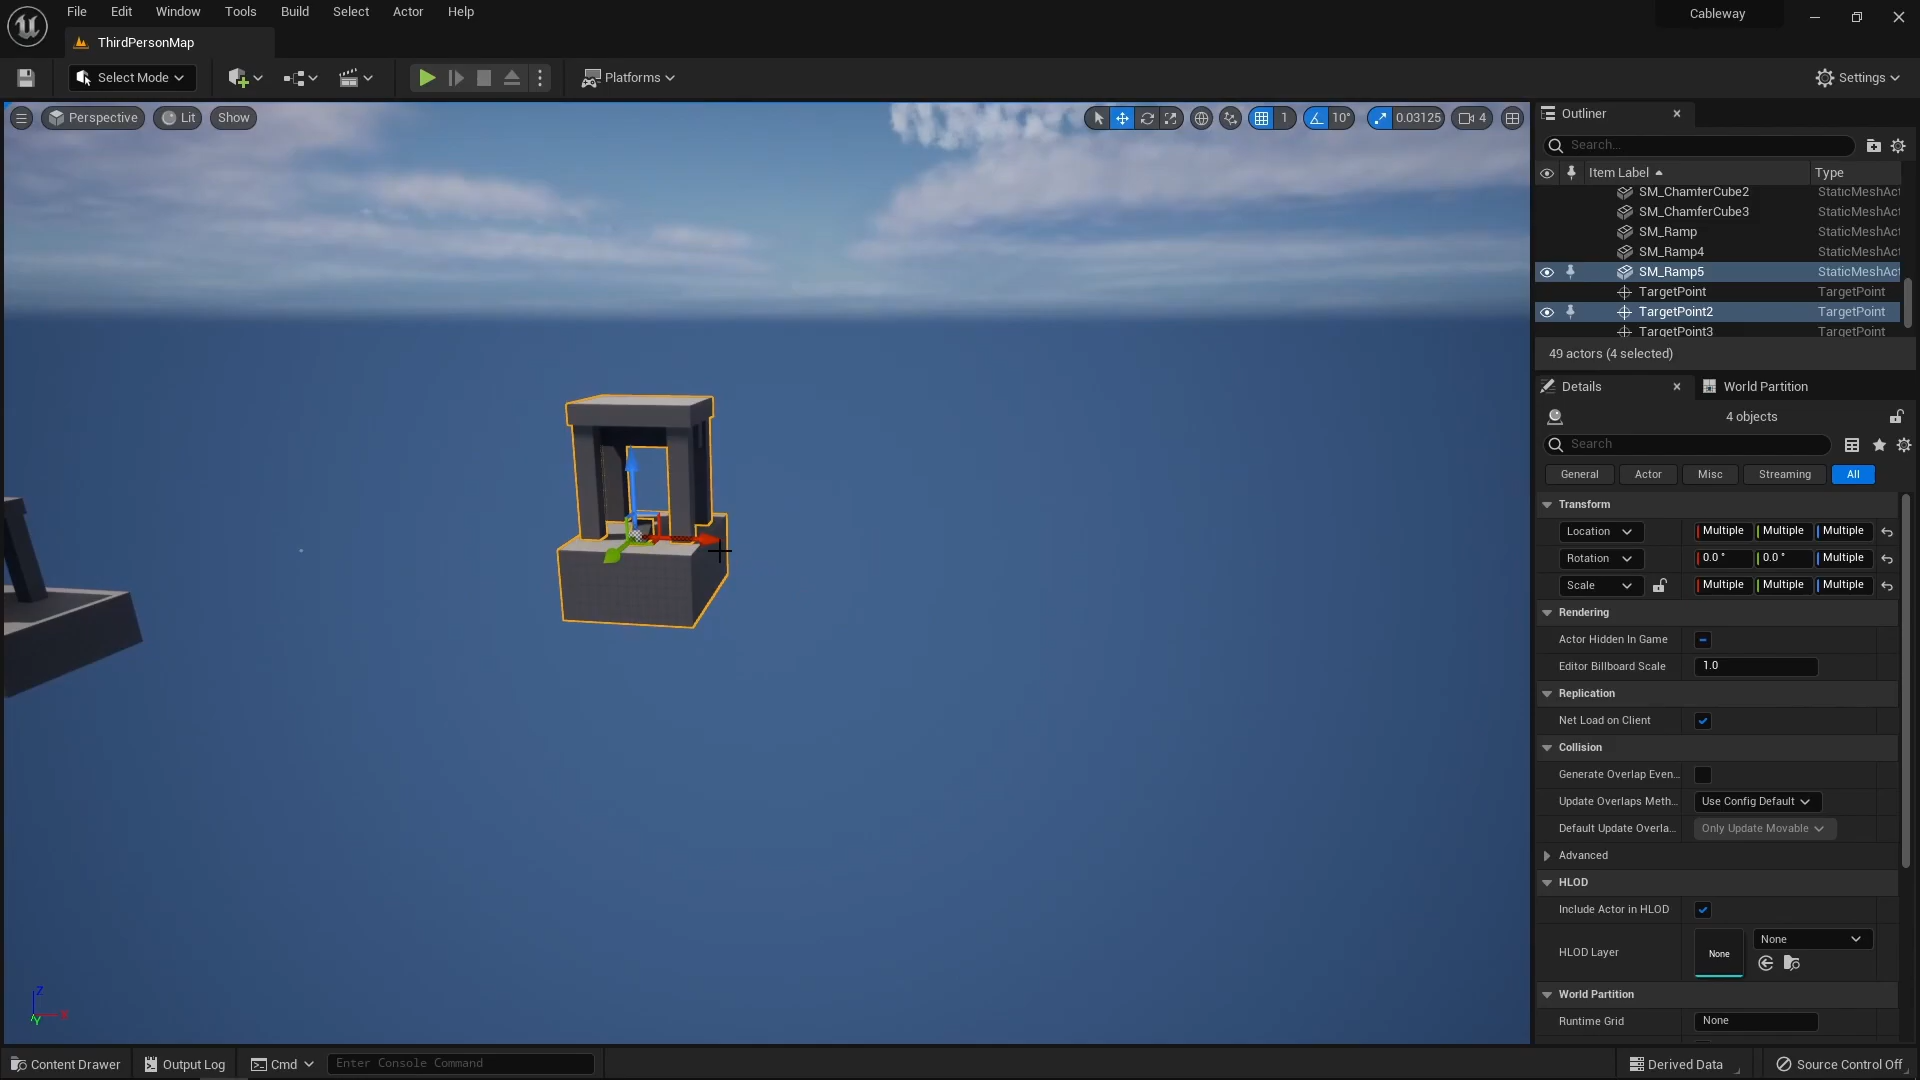 File Edit Window Tools Build Select Actor Help
Cableway
ThirdPersonMap
Select Mode
Platforms
Settings
Perspective
Lit
Show
1
10°
0.03125
4
Outliner
Search...
Item Label
Type
SM_ChamferCube2 StaticMeshAct
SM_ChamferCube3 StaticMeshAct
SM_Ramp StaticMeshAct
SM_Ramp4 StaticMeshAct
SM_Ramp5 StaticMeshAct
TargetPoint TargetPoint
TargetPoint2 TargetPoint
TargetPoint3 TargetPoint
49 actors (4 selected)
Details
World Partition
4 objects
Search
General Actor Misc Streaming All
Transform
Location Multiple Multiple Multiple
Rotation 0.0 ° 0.0 ° Multiple
Scale Multiple Multiple Multiple
Rendering
Actor Hidden In Game
Editor Billboard Scale 1.0
Replication
Net Load on Client
Collision
Generate Overlap Even...
Update Overlaps Meth... Use Config Default
Default Update Overla... Only Update Movable
Advanced
HLOD
Include Actor in HLOD
HLOD Layer None None
World Partition
Runtime Grid None
Z
X
Y
Content Drawer
Output Log
Cmd
Enter Console Command
Derived Data
Source Control Off